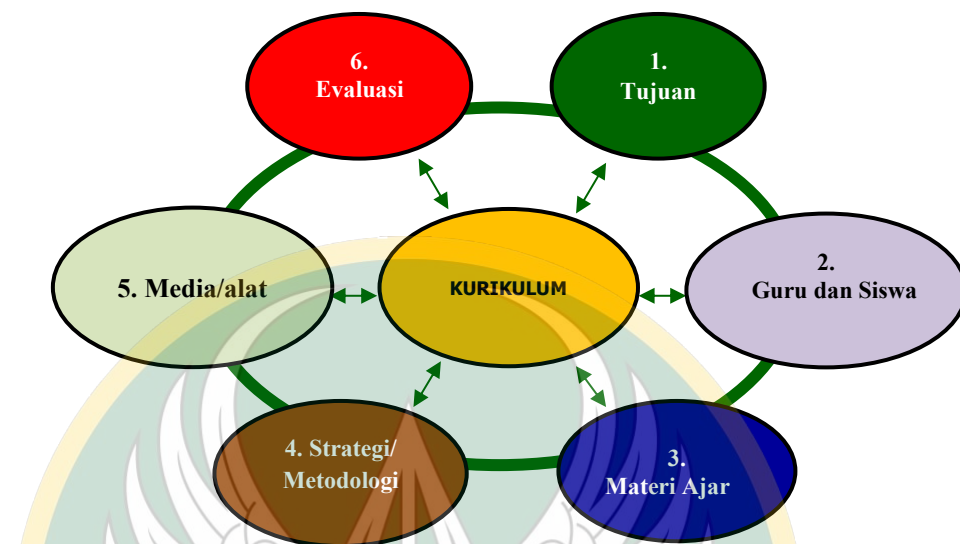 6.
Evaluasi
1.
Tujuan
5. Media/alat
KURIKULUM
2.
Guru dan Siswa
4. Strategi/
Metodologi
3.
Materi Ajar